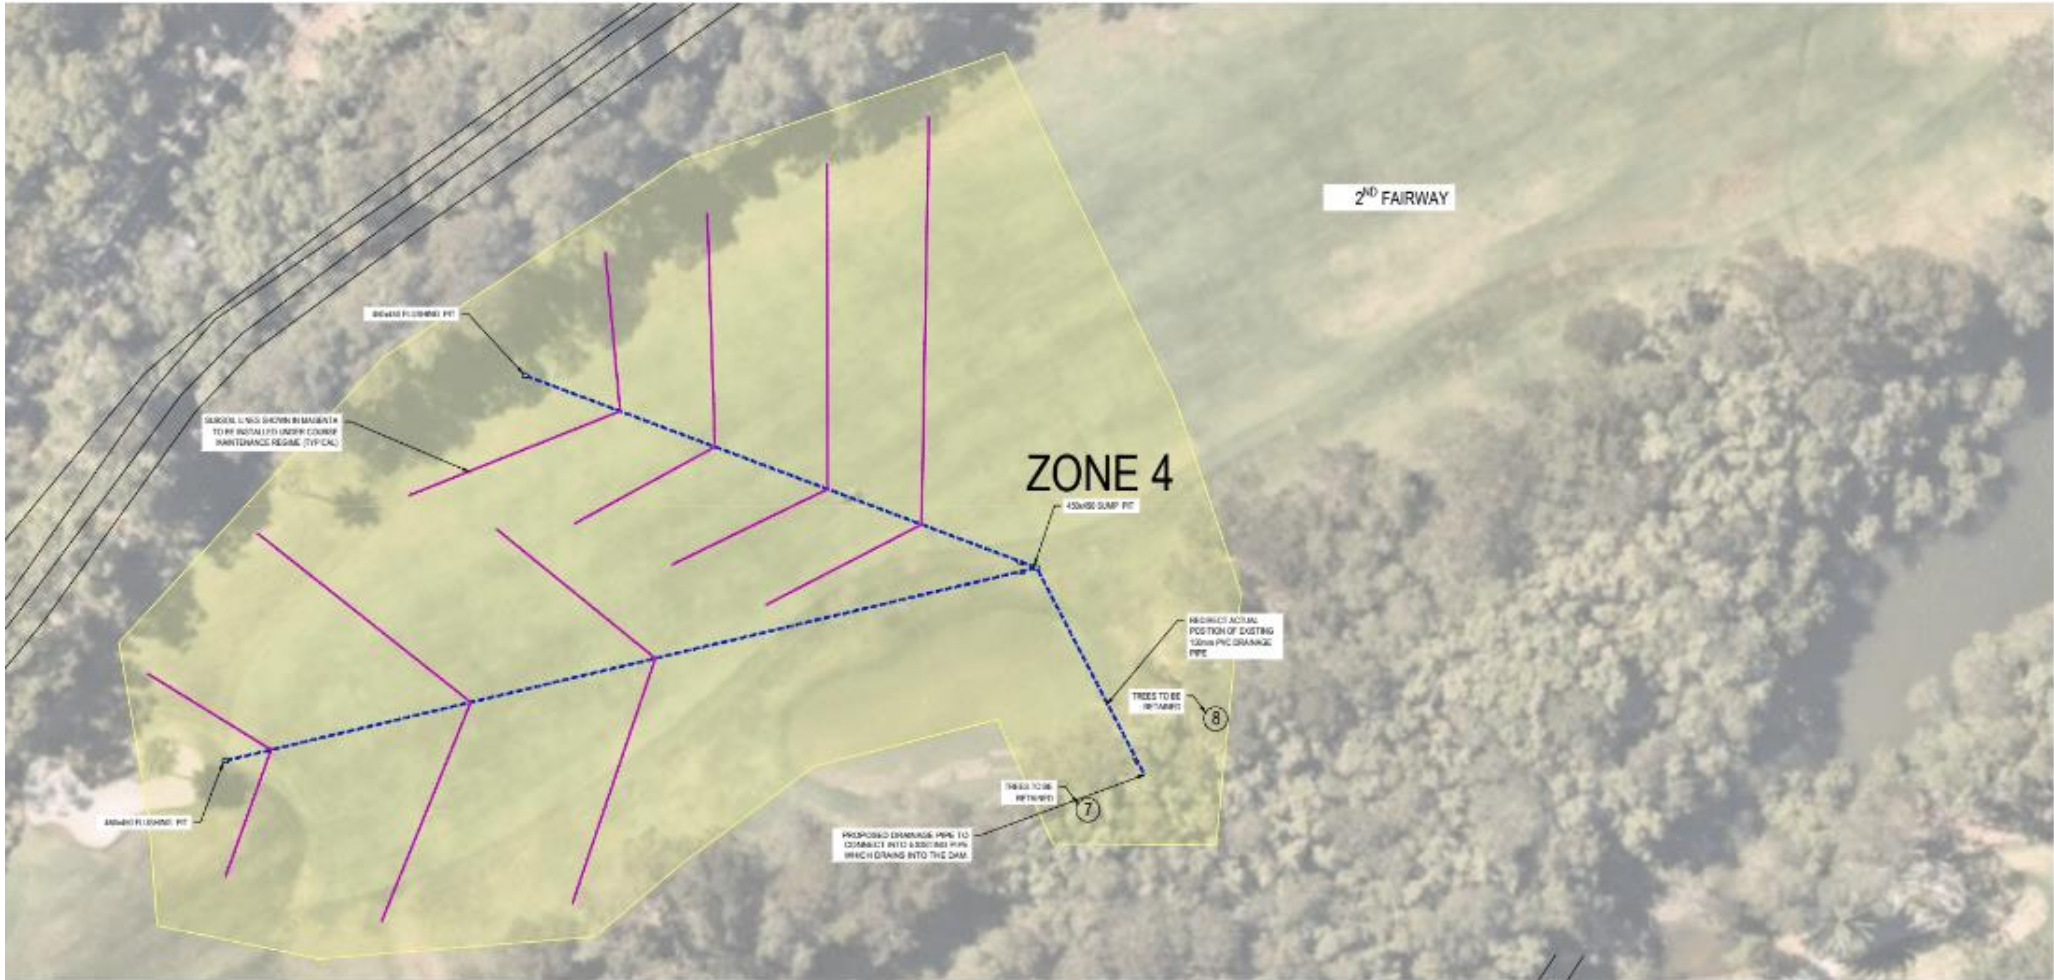 2ND FAIRWAY
450x450 FLUSHING PIT
SUBSOIL LINES SHOWN IN MAGENTA
TO BE INSTALLED UNDER COURSE
MAINTENANCE REGIME (TYPICAL)
ZONE 4
450x450 SUMP PIT
REDIRECT ACTUAL
POSITION OF EXISTING
PVC DRAINAGE
PIPE
TREES TO BE
RETAINED
8
TREES TO BE
RETAINED
7
450x450 FLUSHING PIT
PROPOSED DRAINAGE PIPE TO
CONNECT INTO EXISTING PIPE
WHICH DRAINS INTO THE DAM.